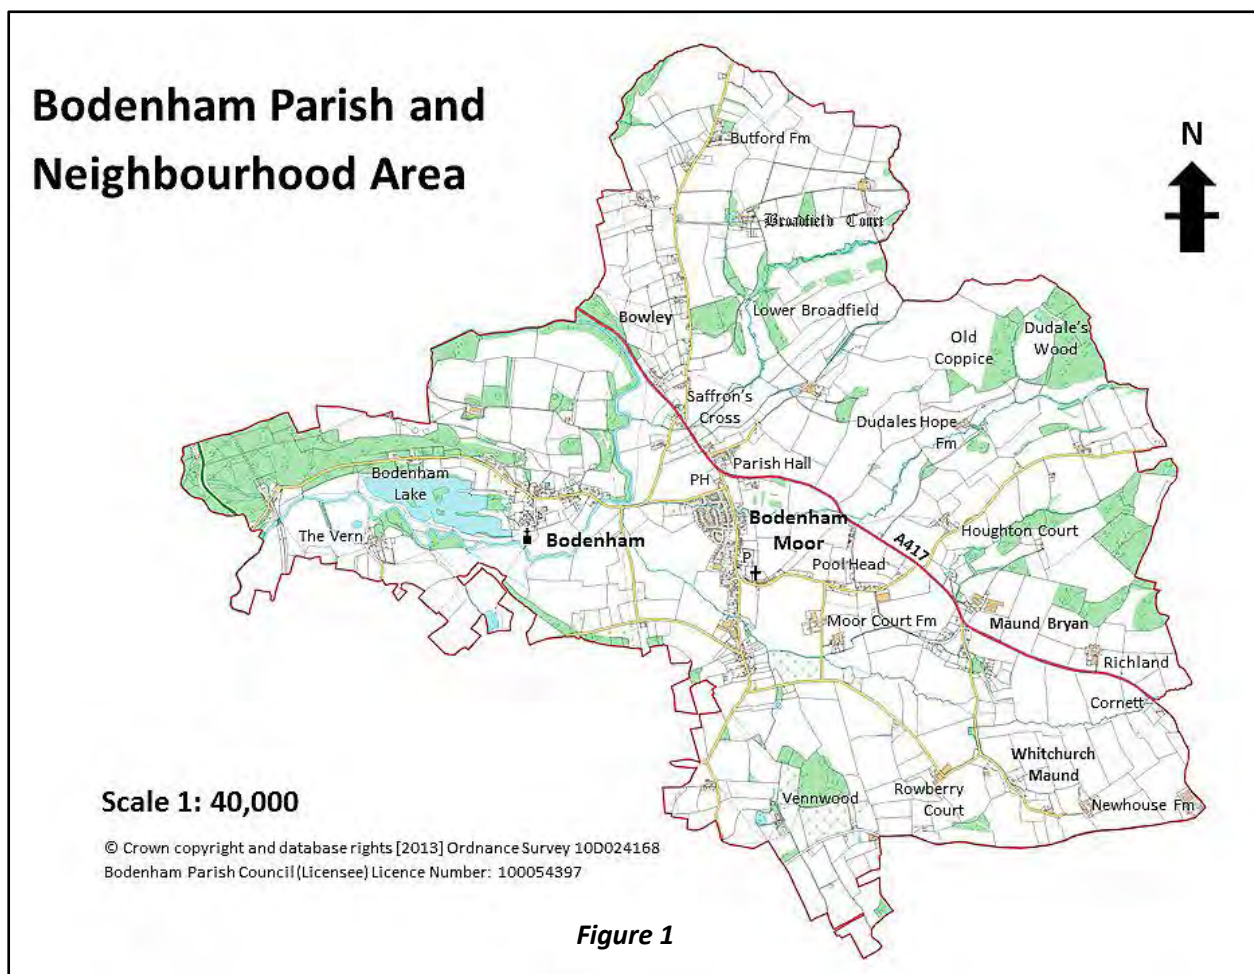 Bodenham Parish and
Neighbourhood Area
N
Butford Fm
Broadfield Court
Bowley
Lower Broadfield
Old
Coppice
Dudale's
Wood
Saffron's
Cross
Dudales Hope
Fm
Parish Hall
PH
Bodenham
Lake
Bodenham
Moor
Houghton Court
The Vern
Bodenham
A417
P
Pool Head
Moor Court Fm
Maund Bryan
Richland
Cornett
Whitchurch
Maund
Vennwood
Rowberry
Court
Newhouse Fm
Scale 1: 40,000
© Crown copyright and database rights [2013] Ordnance Survey 10D024168
Bodenham Parish Council (Licensee) Licence Number: 100054397
Figure 1